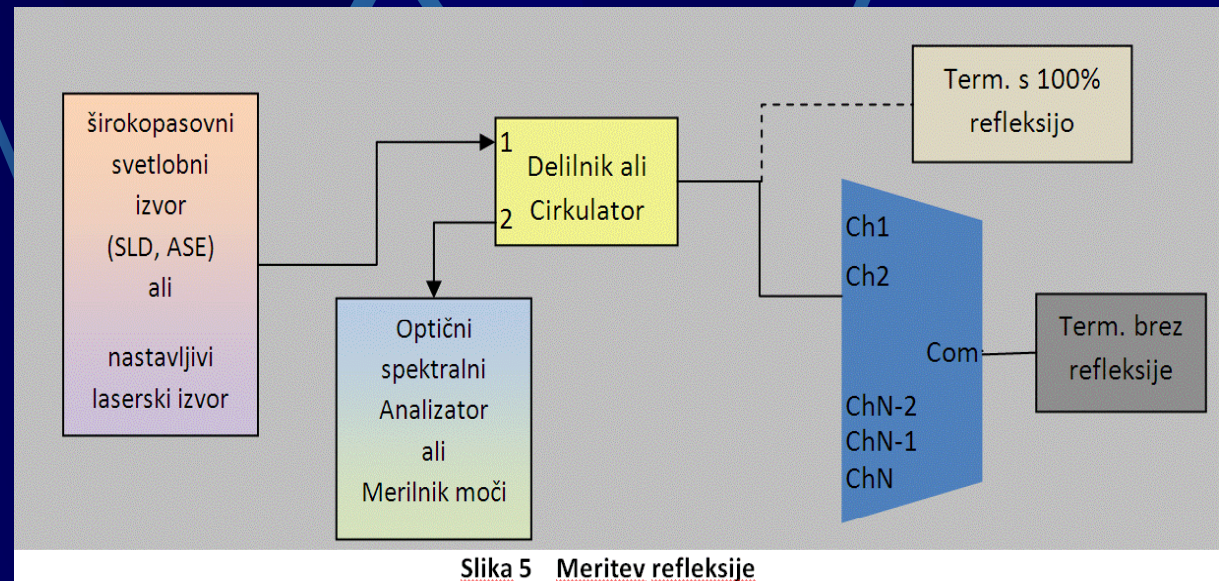 širokopasovni
svetlobni
izvor
(SLD, ASE)
ali
nastavljivi
laserski izvor
1
2
Delilnik ali
Cirkulator
Optični
spektralni
Analizator
ali
Merilnik moči
Term. s 100%
refleksijo
Ch1
Ch2
Com
ChN-2
ChN-1
ChN
Term. brez
refleksije
Slika 5 Meritev refleksije